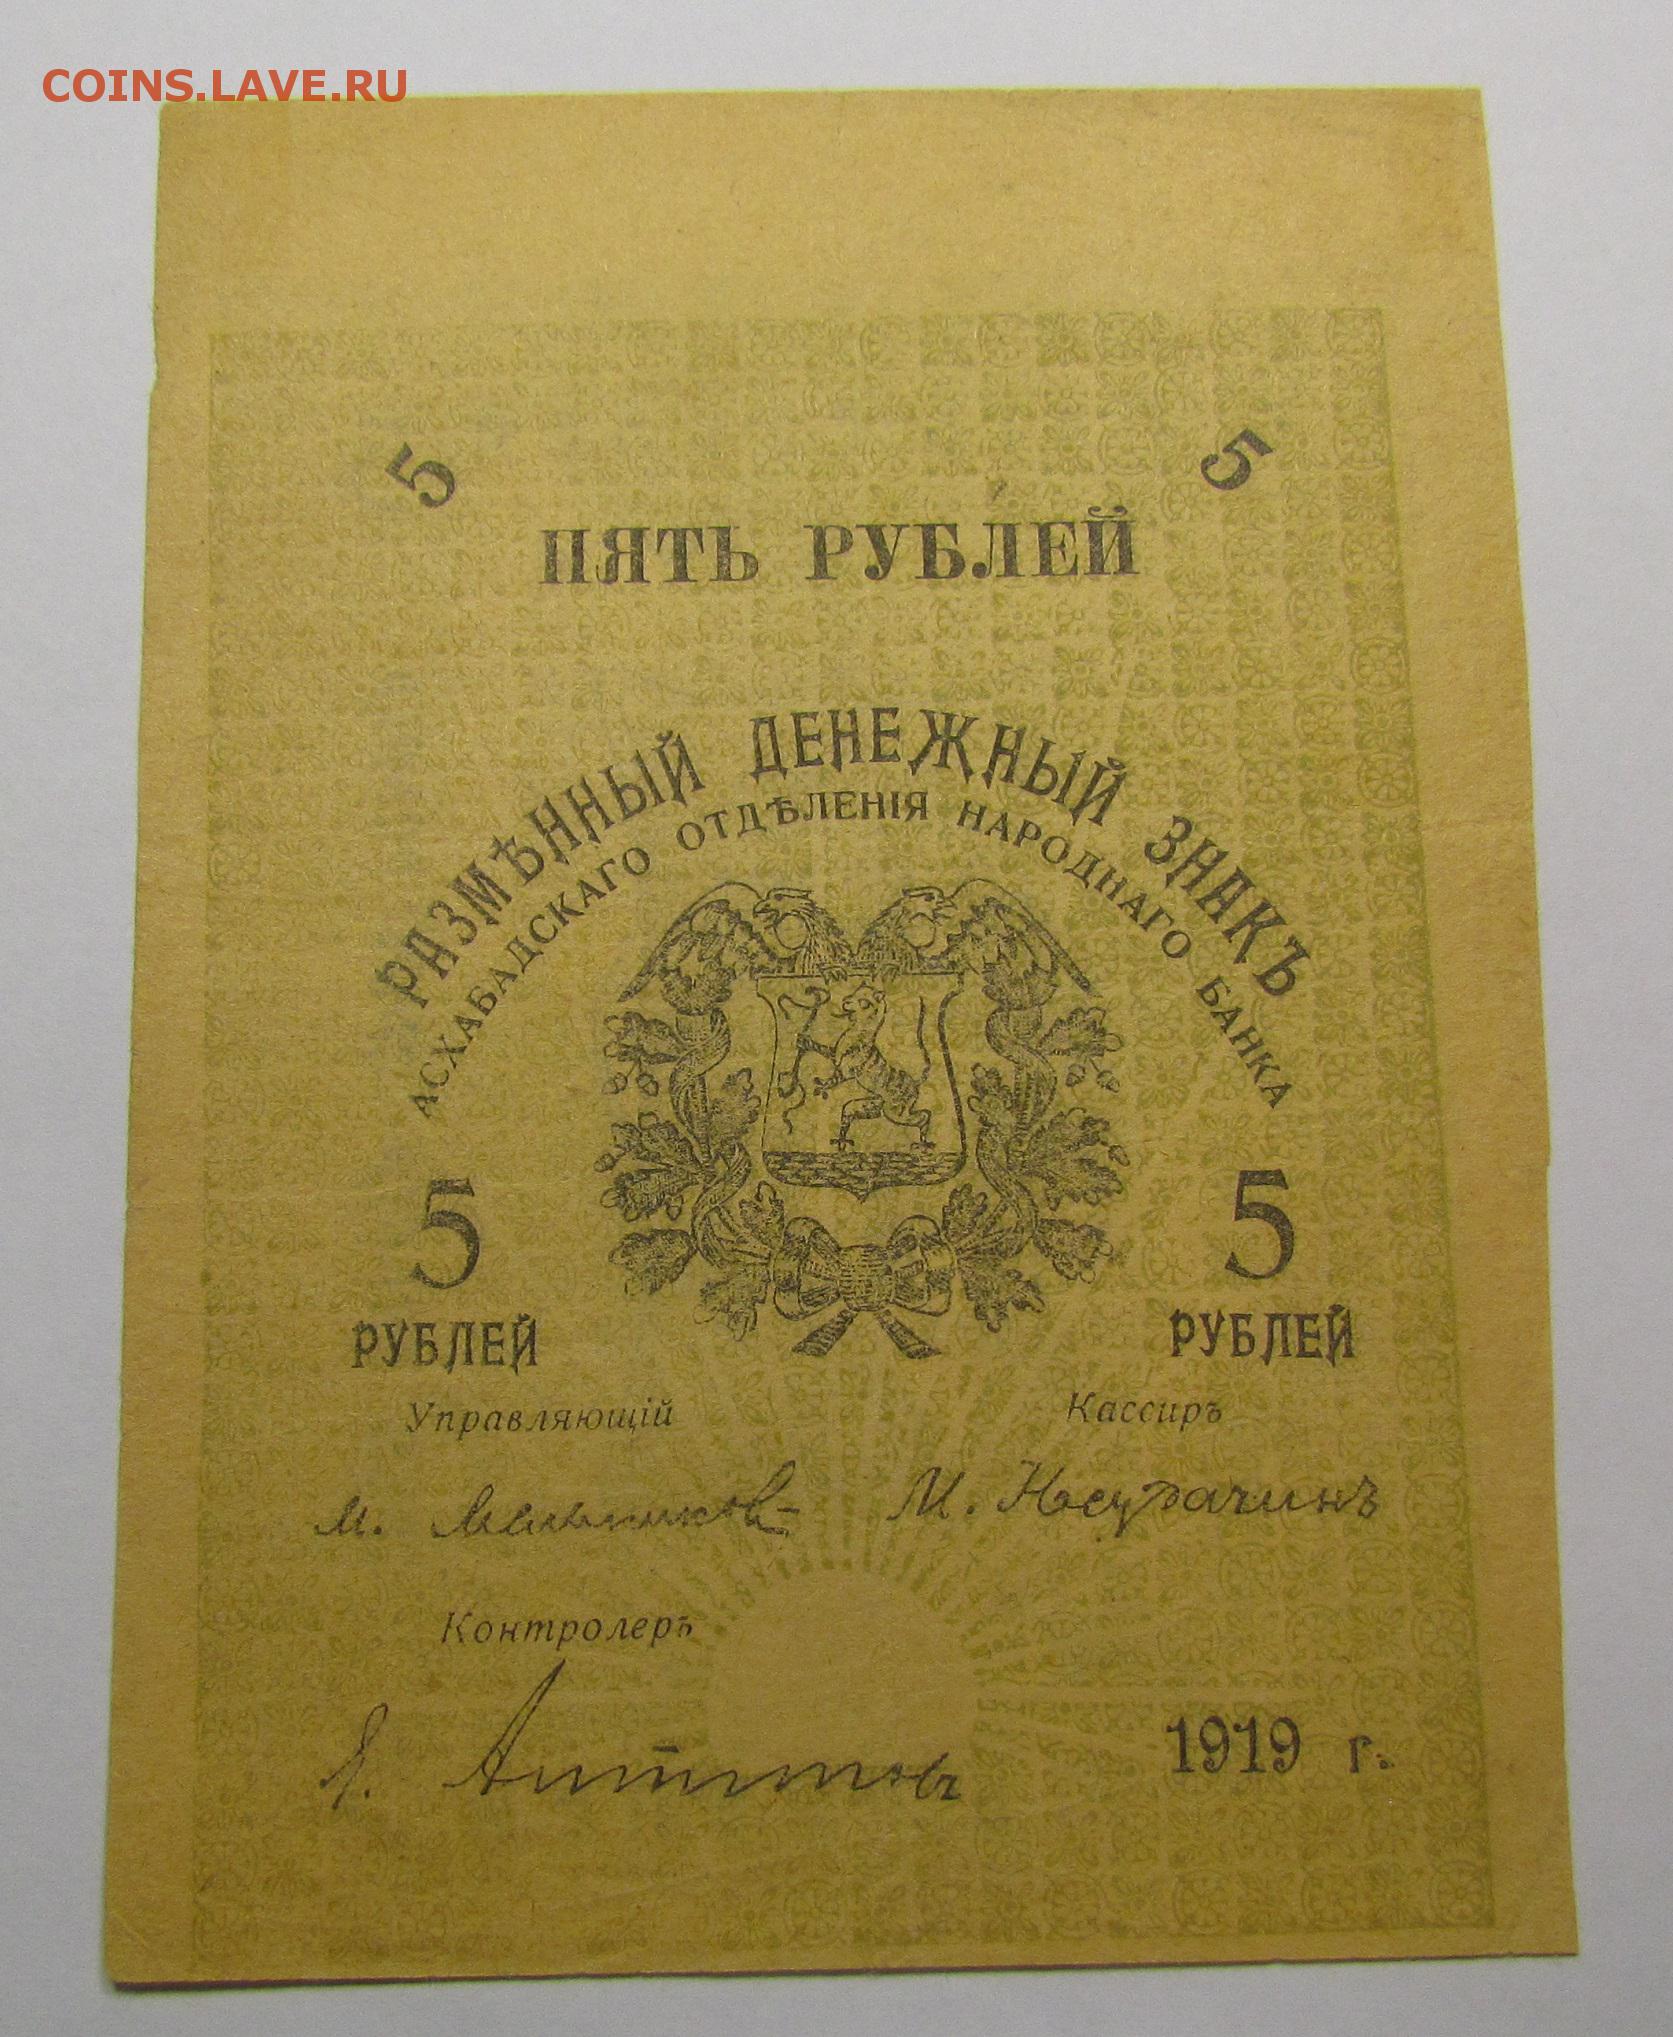 COINS.LAVE.RU
5 5
ПЯТЬ РУБЛЕЙ
РАЗМѢННЫЙ ДЕНЕЖНЫЙ ЗНАКЪ
АСХАБАДСКАГО ОТДѢЛЕНІЯ НАРОДНАГО БАНКА
5 5
РУБЛЕЙ РУБЛЕЙ
Управляющій Кассиръ
М. М.
Контролеръ
1919 г.